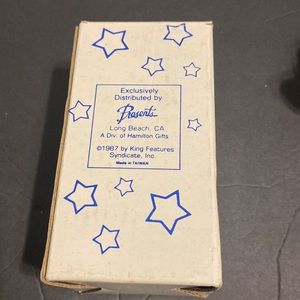 Exclusively
Distributed by
Presents
Long Beach, CA
A Div. of Hamilton Gifts
©1987 by King Features
Syndicate, Inc.
Made in TAIWAN